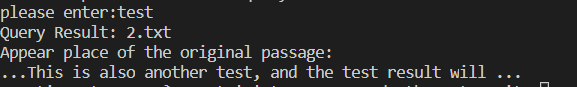 please enter:test
Query Result: 2.txt
Appear place of the original passage:
...This is also another test, and the test result will ...